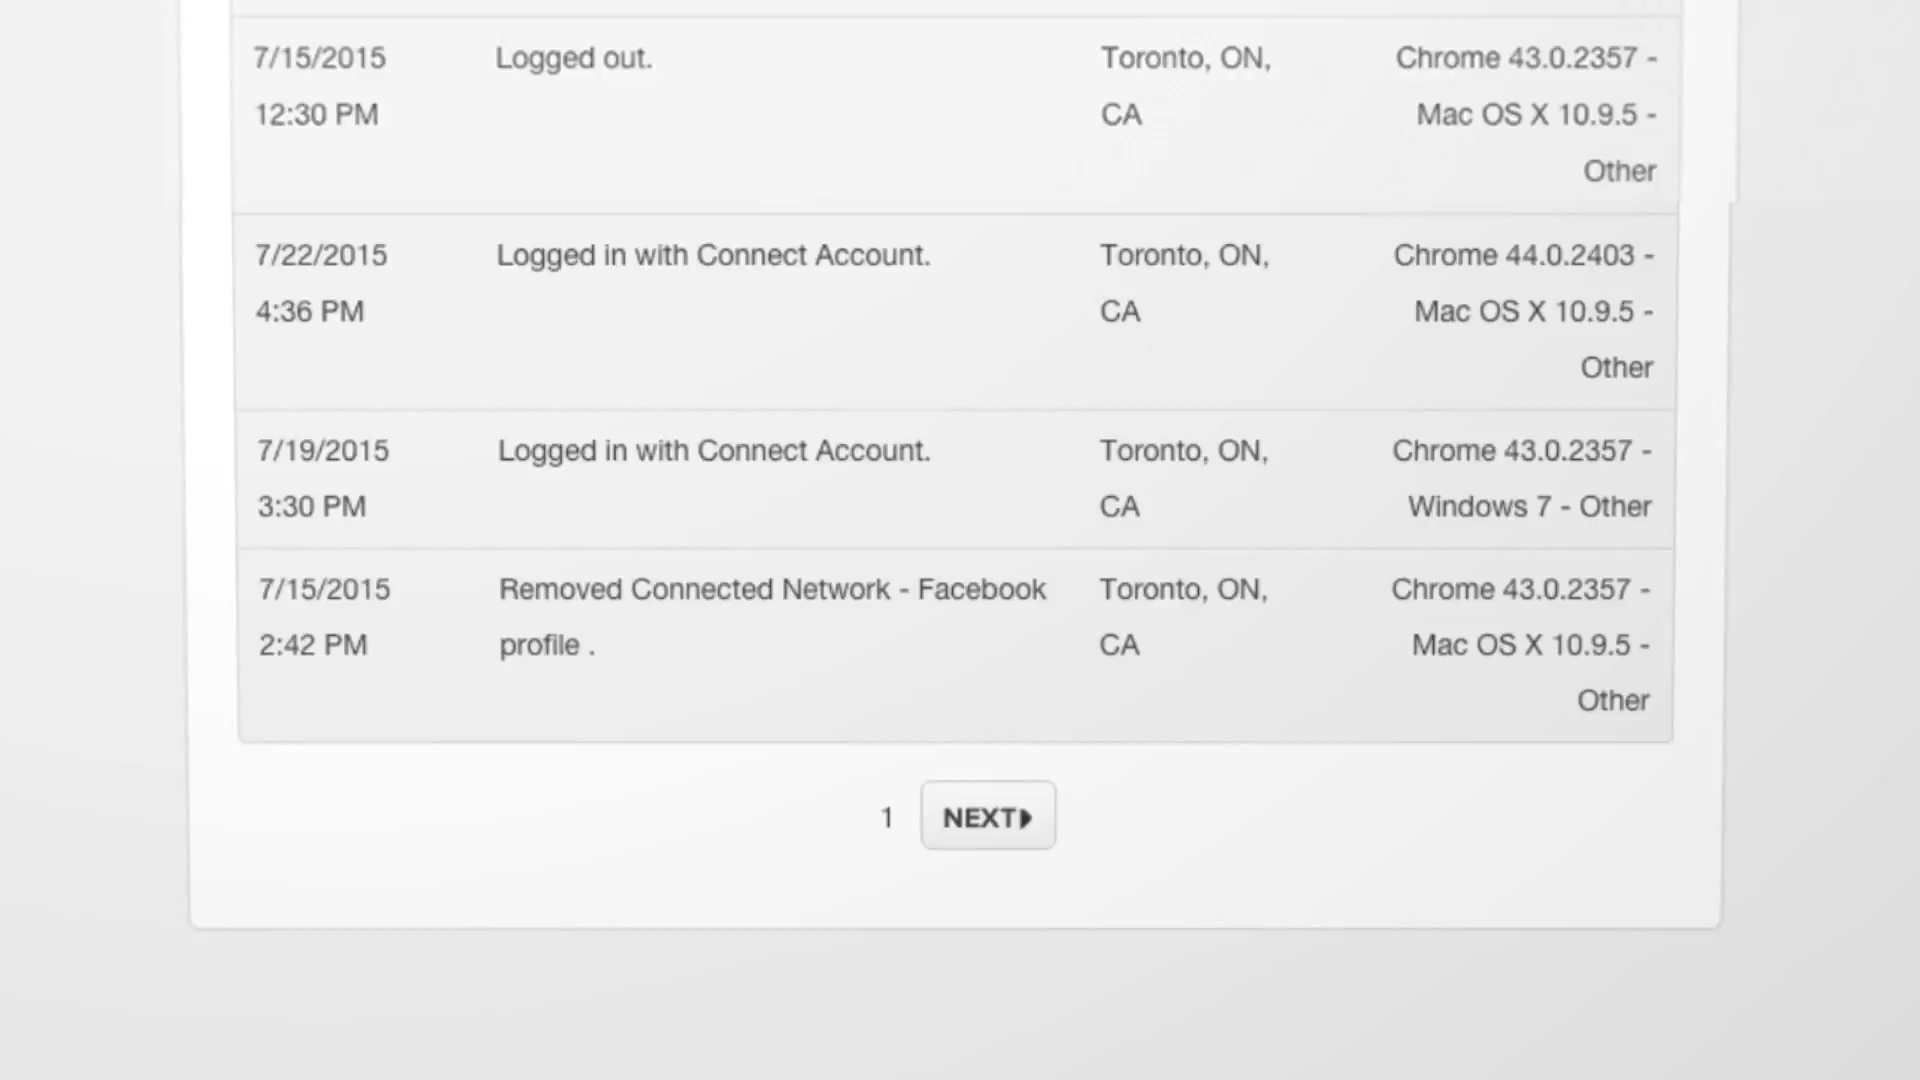 7/15/2015 Logged out. Toronto, ON, Chrome 43.0.2357 -
12:30 PM CA Mac OS X 10.9.5 -
Other
7/22/2015 Logged in with Connect Account. Toronto, ON, Chrome 44.0.2403 -
4:36 PM CA Mac OS X 10.9.5 -
Other
7/19/2015 Logged in with Connect Account. Toronto, ON, Chrome 43.0.2357 -
3:30 PM CA Windows 7 - Other
7/15/2015 Removed Connected Network - Facebook Toronto, ON, Chrome 43.0.2357 -
2:42 PM profile . CA Mac OS X 10.9.5 -
Other
1 NEXT